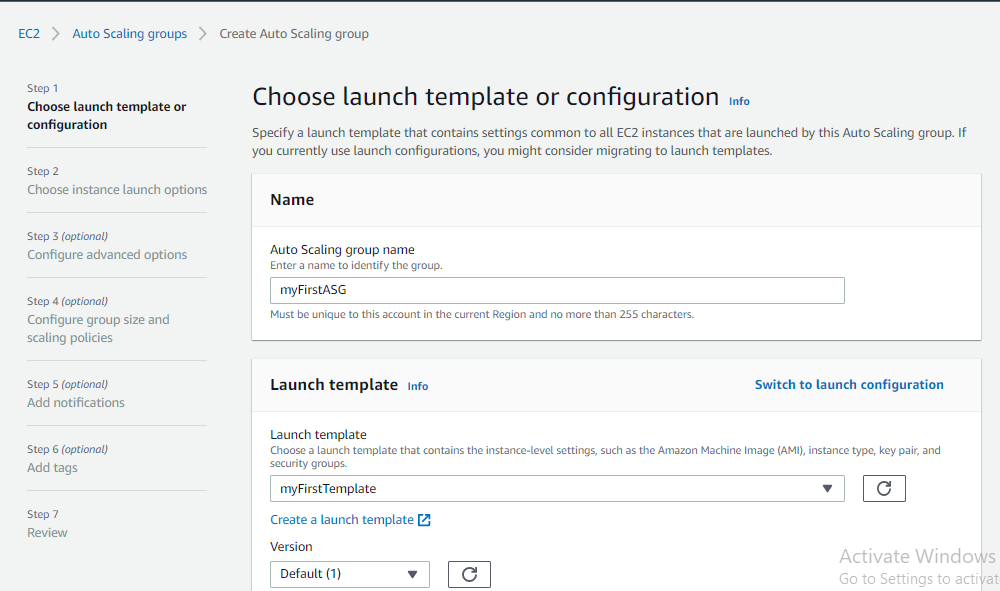 EC2 > Auto Scaling groups > Create Auto Scaling group
Step 1
Choose launch template or
configuration
Step 2
Choose instance launch options
Step 3 (optional)
Configure advanced options
Step 4 (optional)
Configure group size and
scaling policies
Step 5 (optional)
Add notifications
Step 6 (optional)
Add tags
Step 7
Review
Choose launch template or configuration Info
Specify a launch template that contains settings common to all EC2 instances that are launched by this Auto Scaling group. If
you currently use launch configurations, you might consider migrating to launch templates.
Name
Auto Scaling group name
Enter a name to identify the group.
myFirstASG
Must be unique to this account in the current Region and no more than 255 characters.
Launch template Info Switch to launch configuration
Launch template
Choose a launch template that contains the instance-level settings, such as the Amazon Machine Image (AMI), instance type, key pair, and
security groups.
myFirstTemplate
Create a launch template
Version
Default (1)
Activate Windows
Go to Settings to activat